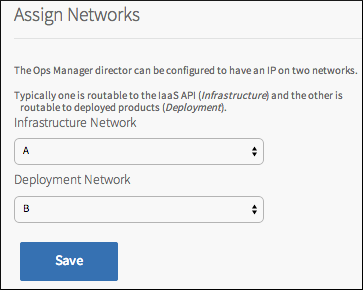 Assign Networks
The Ops Manager director can be configured to have an IP on two networks.
Typically one is routable to the IaaS API (Infrastructure) and the other is
routable to deployed products (Deployment).
Infrastructure Network
A
Deployment Network
B
Save